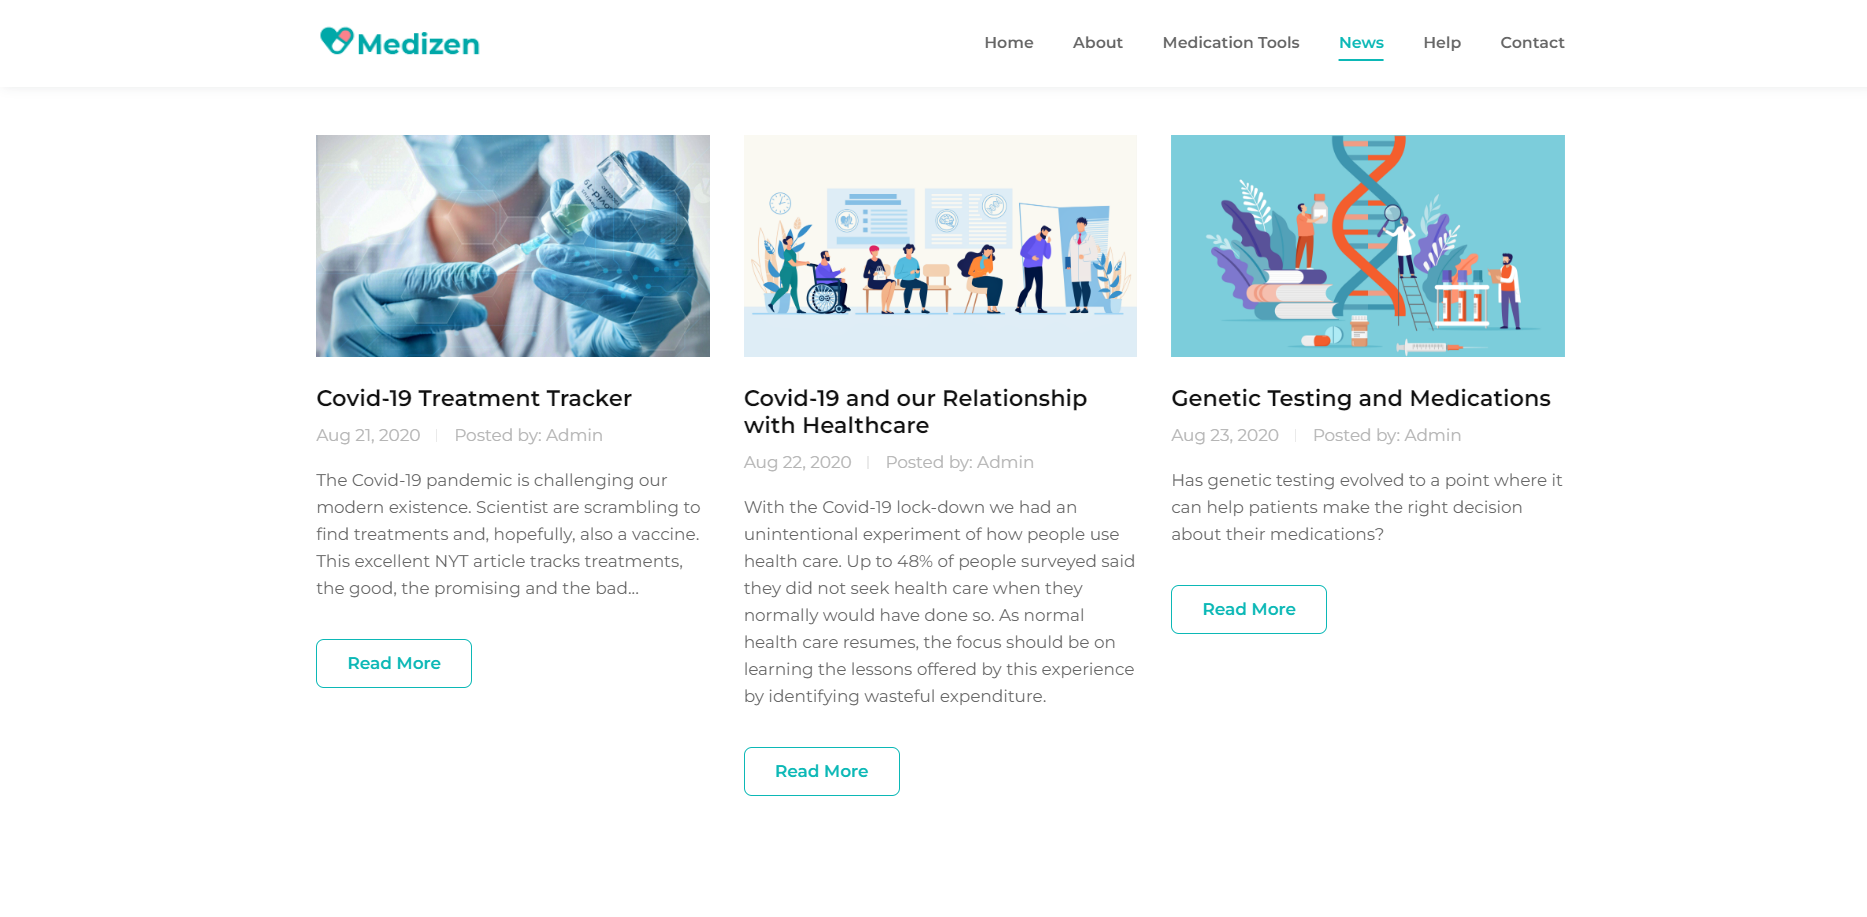 Medizen
Home
About
Medication Tools
News
Help
Contact
Covid-19 Treatment Tracker
Aug 21, 2020
Posted by: Admin
The Covid-19 pandemic is challenging our
modern existence. Scientist are scrambling to
find treatments and, hopefully, also a vaccine.
This excellent NYT article tracks treatments,
the good, the promising and the bad...
Read More
Covid-19 and our Relationship
with Healthcare
Aug 22, 2020
Posted by: Admin
With the Covid-19 lock-down we had an
unintentional experiment of how people use
health care. Up to 48% of people surveyed said
they did not seek health care when they
normally would have done so. As normal
health care resumes, the focus should be on
learning the lessons offered by this experience
by identifying wasteful expenditure.
Read More
Genetic Testing and Medications
Aug 23, 2020
Posted by: Admin
Has genetic testing evolved to a point where it
can help patients make the right decision
about their medications?
Read More